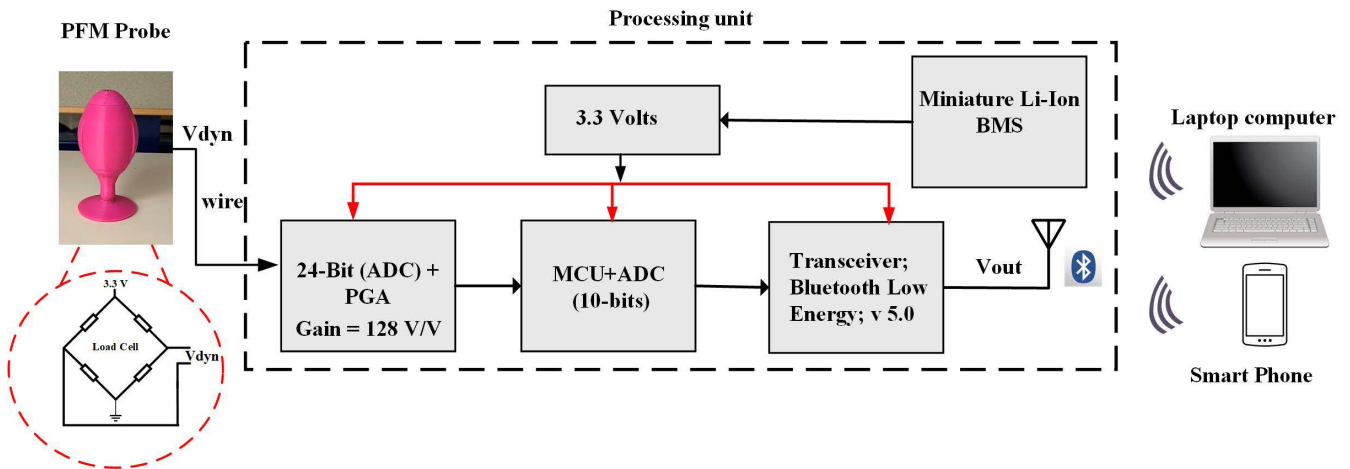 Processing unit
PFM Probe
Vdyn
wire
3.3 Volts
Miniature Li-Ion
BMS
24-Bit (ADC) +
PGA
Gain = 128 V/V
MCU+ADC
(10-bits)
Transceiver;
Bluetooth Low
Energy; v 5.0
Vout
Laptop computer
Smart Phone
3.3 V
Load Cell
Vdyn